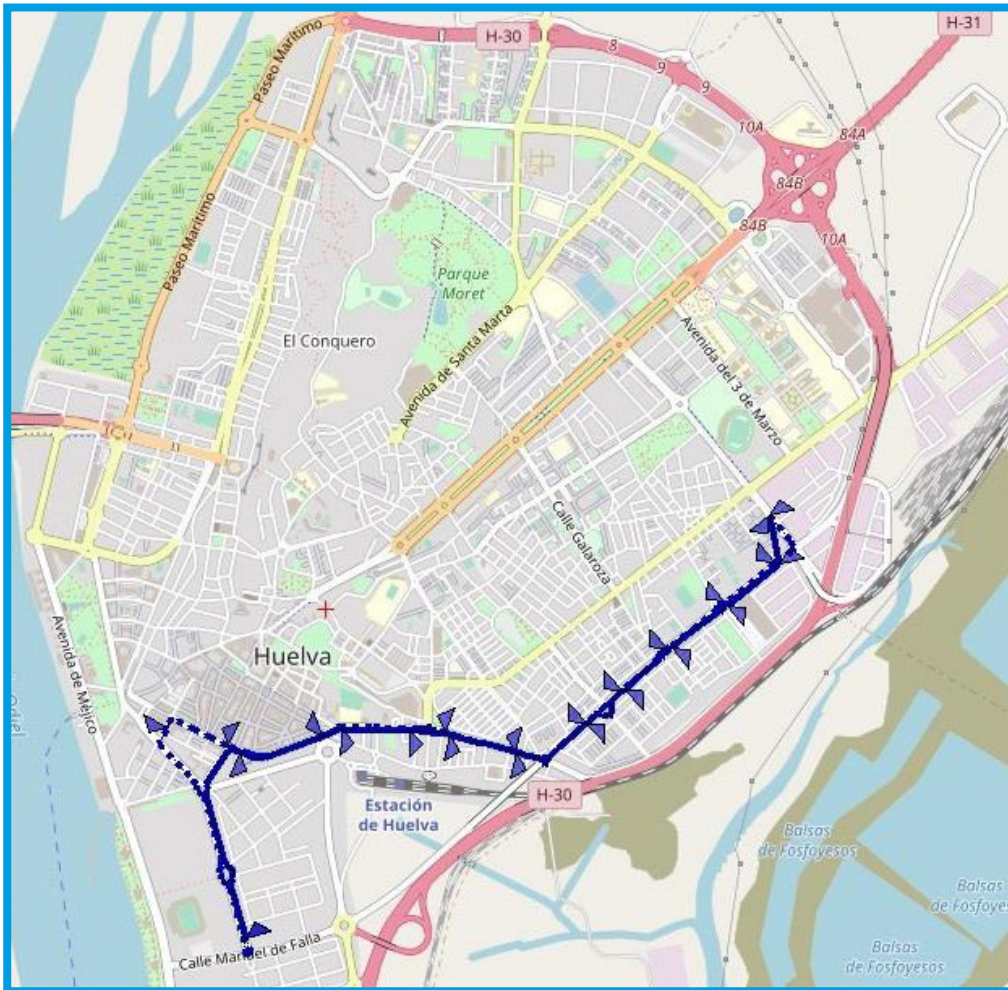 Paseo Marítimo
H-30
8
H-31
9
9
10A
84A
84B
84B
10A
Paseo Marítimo
Parque
Moret
El Conquero
Avenida de Santa Marta
Avenida del 3 de Marzo
Calle Galaroza
Huelva
Avenida de Méjico
Estación
de Huelva
H-30
Balsas
de Fosfoyesos
Balsas
de Fosfoyeso
Balsas
de Fosfoyesos
Calle Manuel de Falla